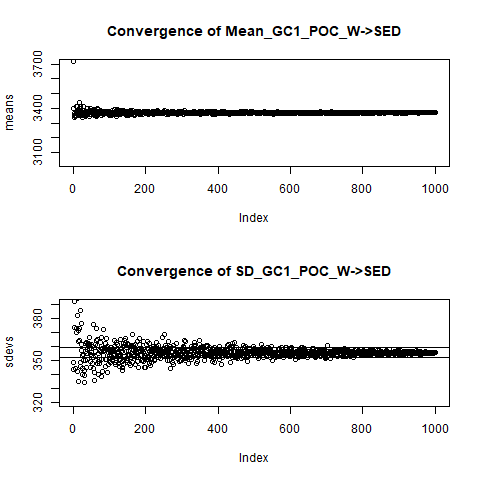 Convergence of Mean_GC1_POC_W->SED
means
3100 3400 3700
0 200 400 600 800 1000
Index
Convergence of SD_GC1_POC_W->SED
sdevs
320 350 380
0 200 400 600 800 1000
Index